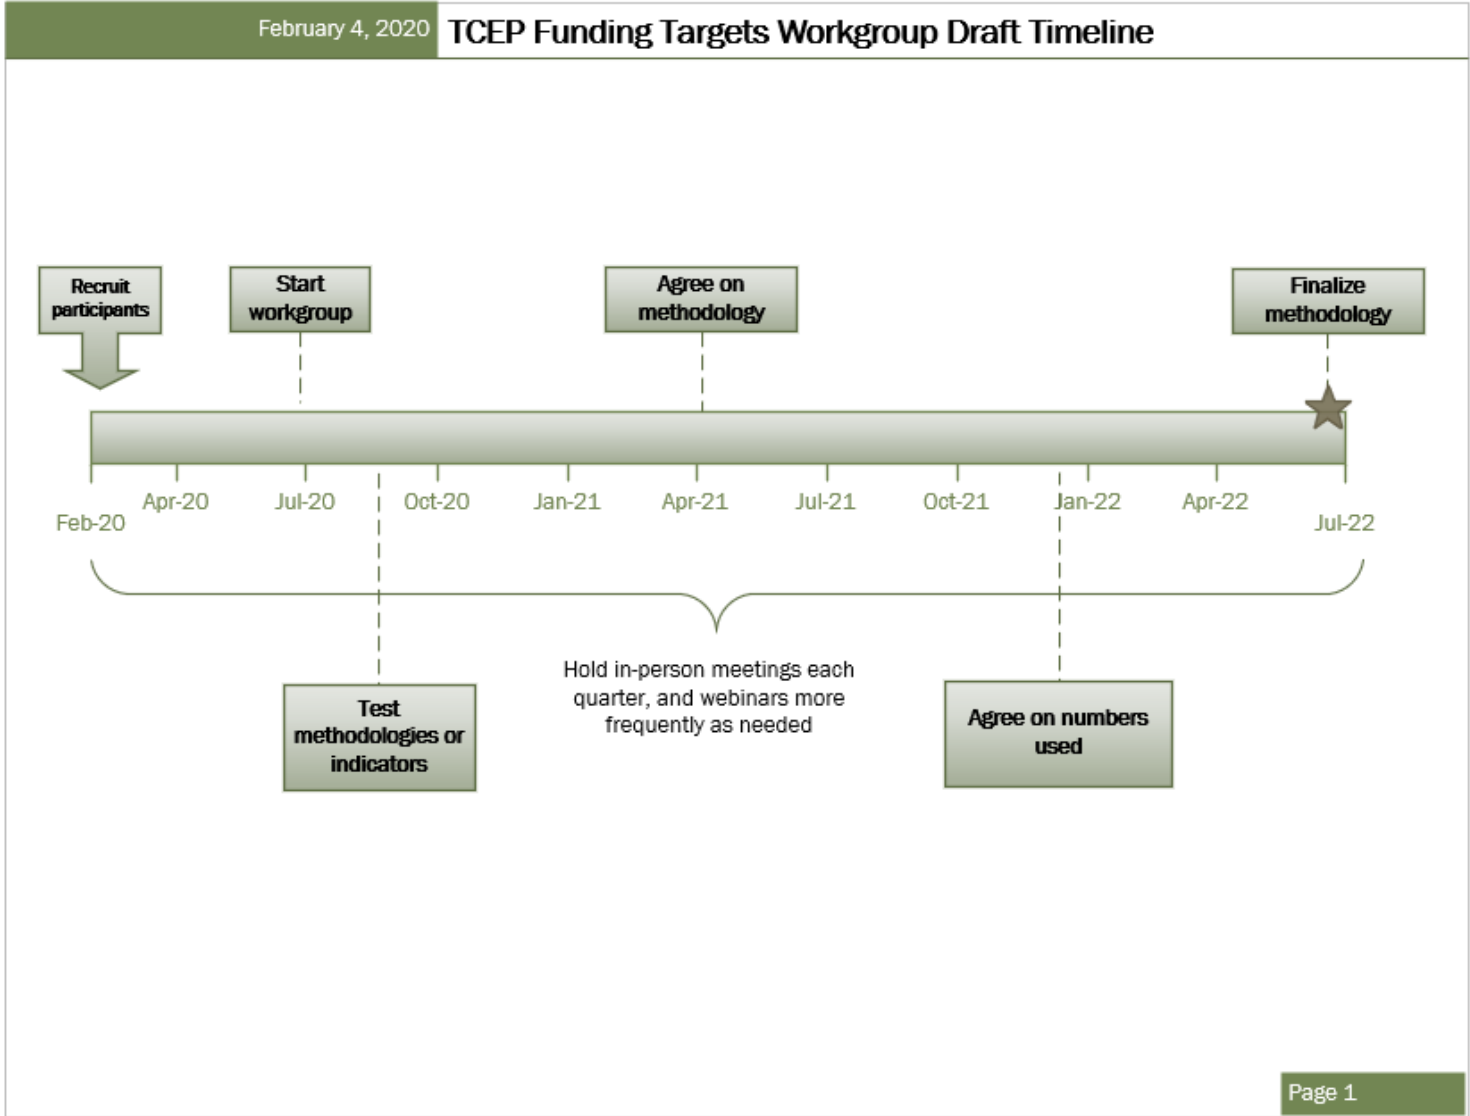 February 4, 2020
TCEP Funding Targets Workgroup Draft Timeline
Recruit
participants
Start
workgroup
Agree on
methodology
Finalize
methodology
Feb-20
Apr-20
Jul-20
Oct-20
Jan-21
Apr-21
Jul-21
Oct-21
Jan-22
Apr-22
Jul-22
Hold in-person meetings each
quarter, and webinars more
frequently as needed
Test
methodologies or
indicators
Agree on numbers
used
Page 1